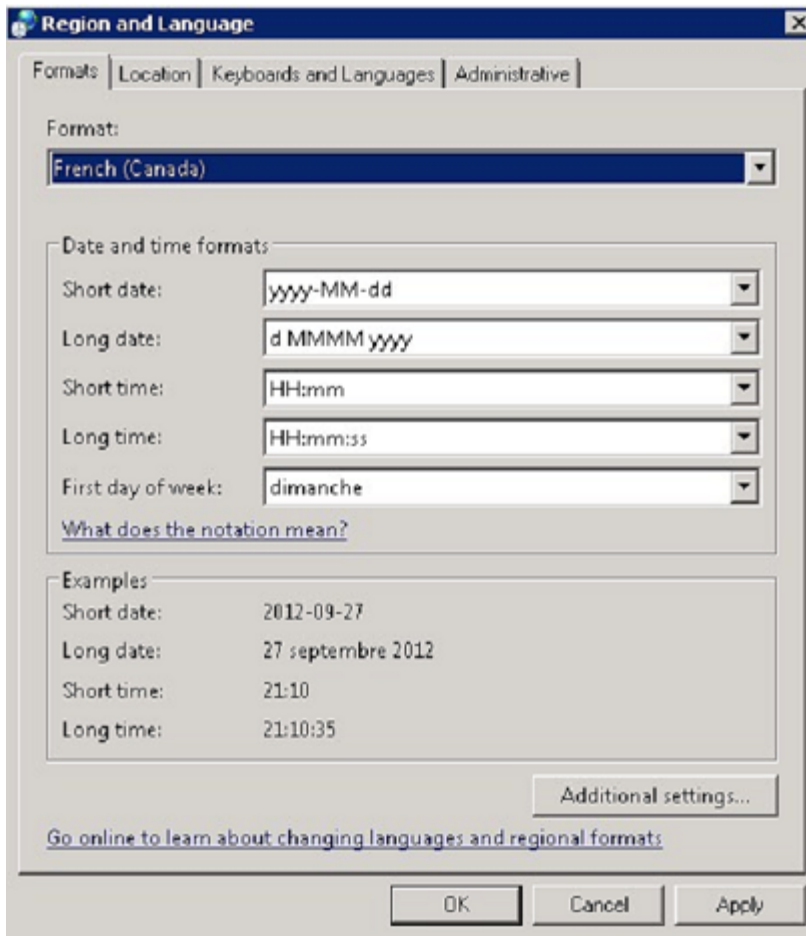 Region and Language
Formats Location Keyboards and Languages Administrative
Format:
French (Canada)
Date and time formats
Short date: yyyy-MM-dd
Long date: d MMMM yyyy
Short time: HH:mm
Long time: HH:mm:ss
First day of week: dimanche
What does the notation mean?
Examples
Short date: 2012-09-27
Long date: 27 septembre 2012
Short time: 21:10
Long time: 21:10:35
Additional settings...
Go online to learn about changing languages and regional formats
OK Cancel Apply